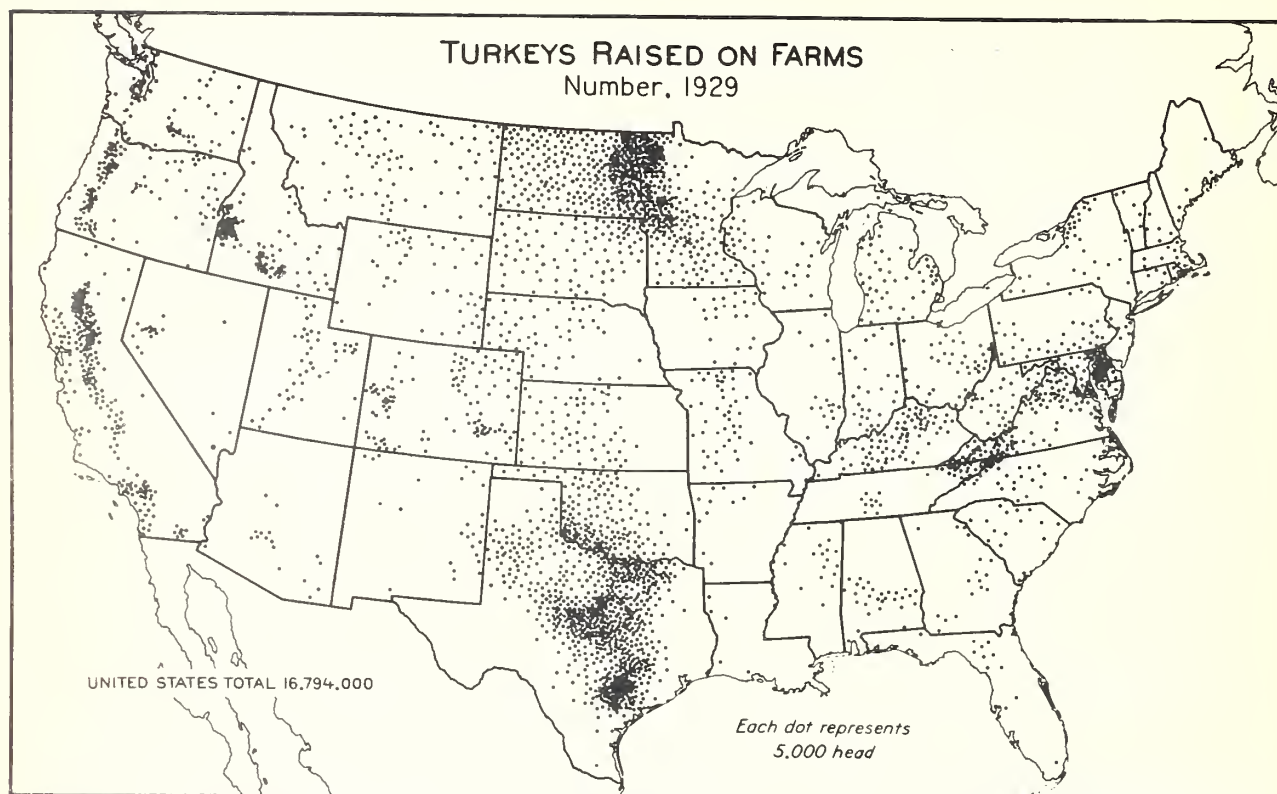 TURKEYS RAISED ON FARMS
Number, 1929
UNITED STATES TOTAL 16,794,000
Each dot represents
5,000 head